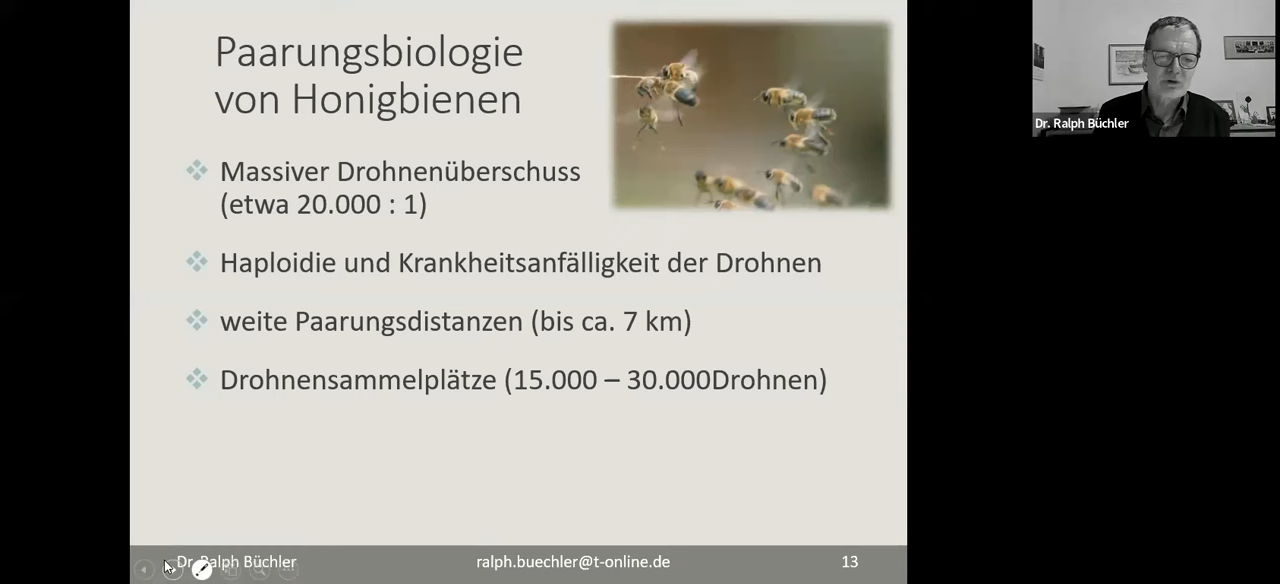 Paarungsbiologie
von Honigbienen
Massiver Drohnenüberschuss
(etwa 20.000 : 1)
Haploidie und Krankheitsanfälligkeit der Drohnen
weite Paarungsdistanzen (bis ca. 7 km)
Drohnensammelplätze (15.000 – 30.000Drohnen)
Dr. Ralph Büchler
ralph.buechler@t-online.de
13
Dr. Ralph Büchler